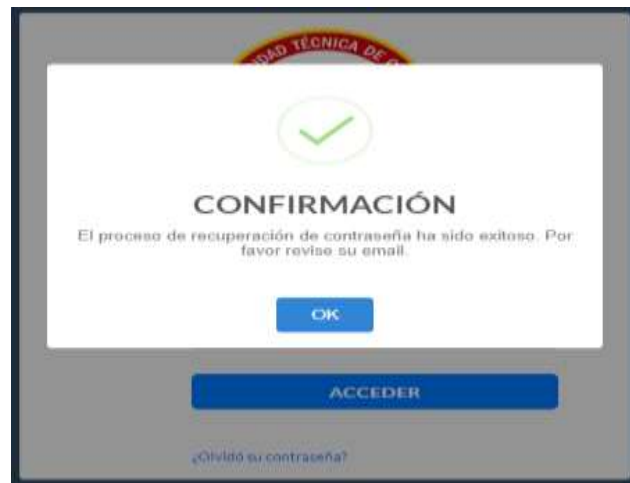 DAD TÉCNICA DE
CONFIRMACIÓN
El proceso de recuperación de contraseña ha sido exitoso. Por
favor revise su email.
OK
ACCEDER
¿Olvidó su contraseña?